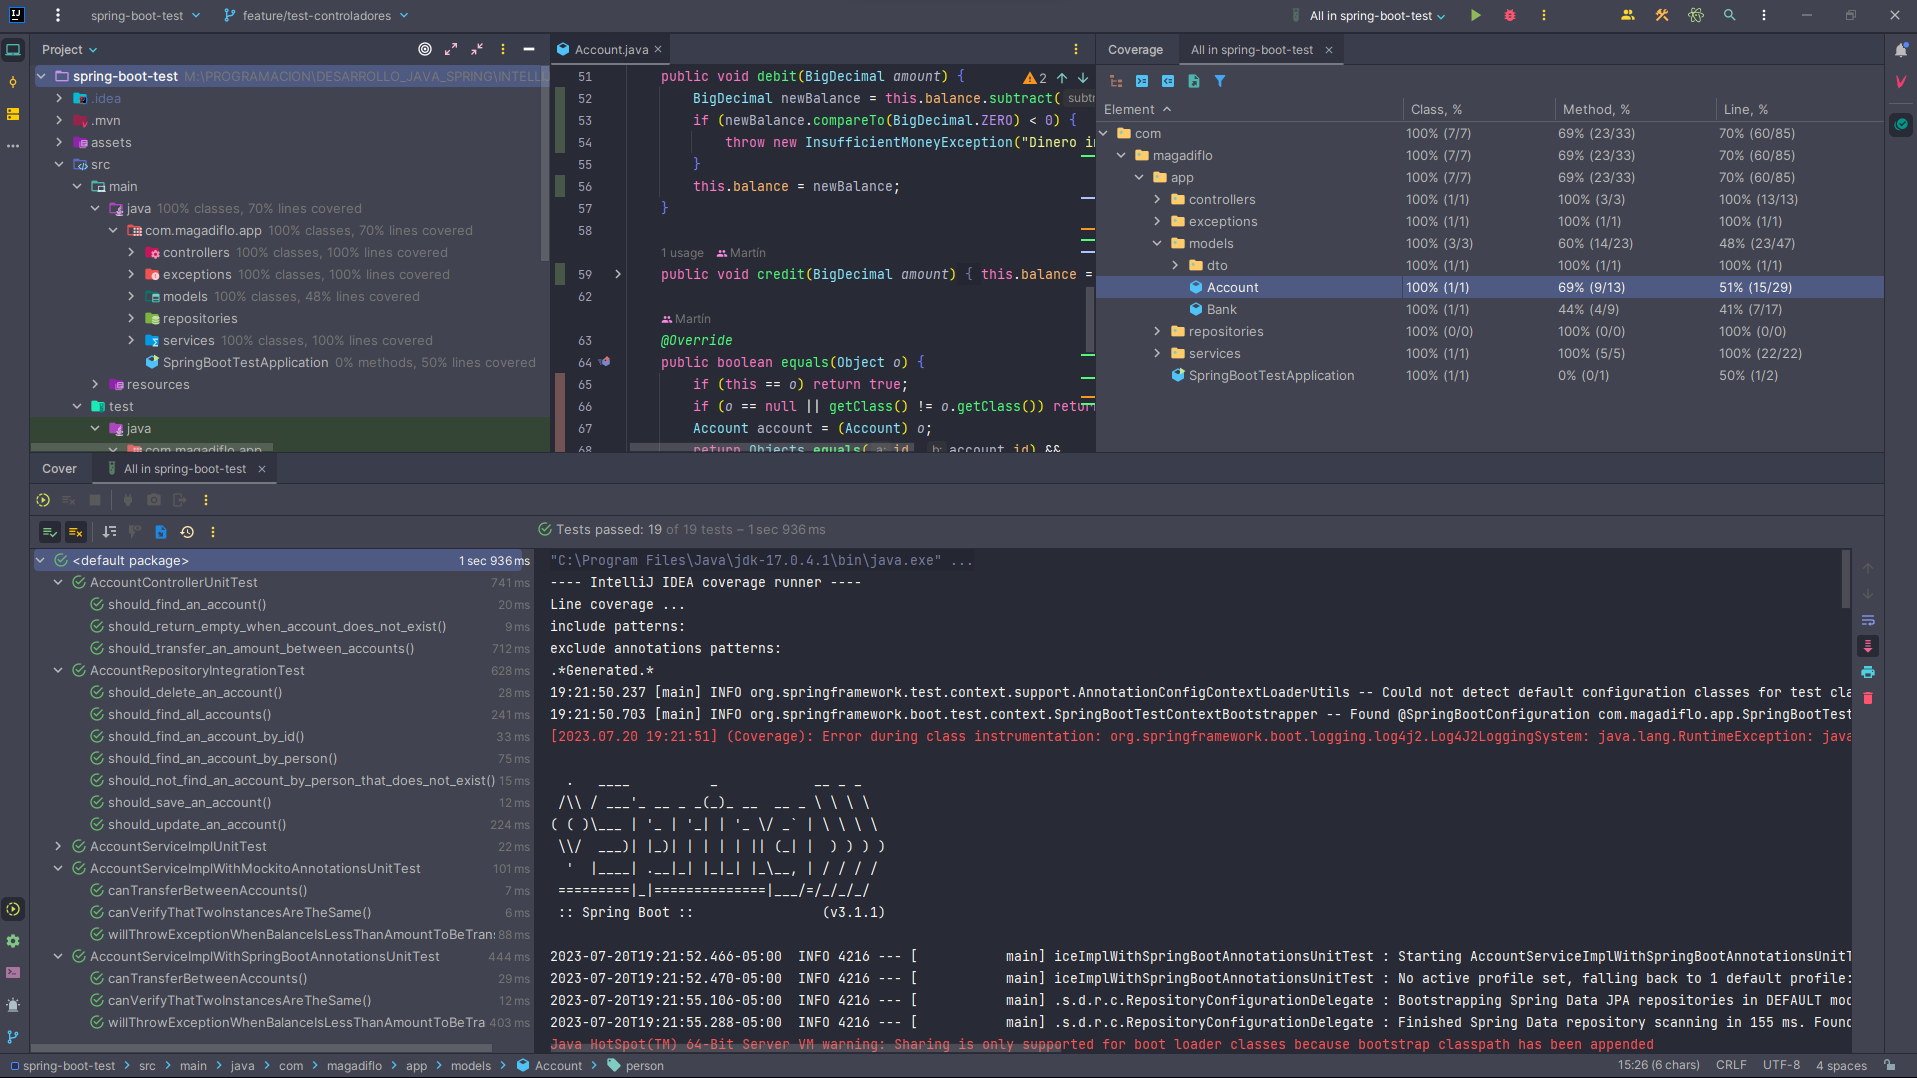 spring-boot-test
feature/test-controladores
All in spring-boot-test
Project
spring-boot-test M:\PROGRAMACION\DESARROLLO_JAVA_SPRING\INTELLI
.idea
.mvn
assets
src
main
java 100% classes, 70% lines covered
com.magadiflo.app 100% classes, 70% lines covered
controllers 100% classes, 100% lines covered
exceptions 100% classes, 100% lines covered
models 100% classes, 48% lines covered
repositories
services 100% classes, 100% lines covered
SpringBootTestApplication 0% methods, 50% lines covered
resources
test
java
com.magadiflo.app
Account.java
2
51 public void debit(BigDecimal amount) {
52 BigDecimal newBalance = this.balance.subtract( subtr
53 if (newBalance.compareTo(BigDecimal.ZERO) < 0) {
54 throw new InsufficientMoneyException("Dinero in
55 }
56 this.balance = newBalance;
57 }
58
1 usage Martín
59 public void credit(BigDecimal amount) { this.balance =
62
Martín
63 @Override
64 public boolean equals(Object o) {
65 if (this == o) return true;
66 if (o == null || getClass() != o.getClass()) return
67 Account account = (Account) o;
68 return Objects.equals( a: id , b: account.id) &&
Coverage
All in spring-boot-test
Element Class, % Method, % Line, %
com 100% (7/7) 69% (23/33) 70% (60/85)
magadiflo 100% (7/7) 69% (23/33) 70% (60/85)
app 100% (7/7) 69% (23/33) 70% (60/85)
controllers 100% (1/1) 100% (3/3) 100% (13/13)
exceptions 100% (1/1) 100% (1/1) 100% (1/1)
models 100% (3/3) 60% (14/23) 48% (23/47)
dto 100% (1/1) 100% (1/1) 100% (1/1)
Account 100% (1/1) 69% (9/13) 51% (15/29)
Bank 100% (1/1) 44% (4/9) 41% (7/17)
repositories 100% (0/0) 100% (0/0) 100% (0/0)
services 100% (1/1) 100% (5/5) 100% (22/22)
SpringBootTestApplication 100% (1/1) 0% (0/1) 50% (1/2)
Cover
All in spring-boot-test
Tests passed: 19 of 19 tests – 1 sec 936 ms
<default package> 1 sec 936 ms
AccountControllerUnitTest 741 ms
should_find_an_account() 20 ms
should_return_empty_when_account_does_not_exist() 9 ms
should_transfer_an_amount_between_accounts() 712 ms
AccountRepositoryIntegrationTest 628 ms
should_delete_an_account() 28 ms
should_find_all_accounts() 241 ms
should_find_an_account_by_id() 33 ms
should_find_an_account_by_person() 75 ms
should_not_find_an_account_by_person_that_does_not_exist() 15 ms
should_save_an_account() 12 ms
should_update_an_account() 224 ms
AccountServiceImplUnitTest 22 ms
AccountServiceImplWithMockitoAnnotationsUnitTest 101 ms
canTransferBetweenAccounts() 7 ms
canVerifyThatTwoInstancesAreTheSame() 6 ms
willThrowExceptionWhenBalanceIsLessThanAmountToBeTran 88 ms
AccountServiceImplWithSpringBootAnnotationsUnitTest 444 ms
canTransferBetweenAccounts() 29 ms
canVerifyThatTwoInstancesAreTheSame() 12 ms
willThrowExceptionWhenBalanceIsLessThanAmountToBeTra 403 ms
"C:\Program Files\Java\jdk-17.0.4.1\bin\java.exe" ...
---- IntelliJ IDEA coverage runner ----
Line coverage ...
include patterns:
exclude annotations patterns:
.*Generated.*
19:21:50.237 [main] INFO org.springframework.test.context.support.AnnotationConfigContextLoaderUtils -- Could not detect default configuration classes for test cla
19:21:50.703 [main] INFO org.springframework.boot.test.context.SpringBootTestContextBootstrapper -- Found @SpringBootConfiguration com.magadiflo.app.SpringBootTest
[2023.07.20 19:21:51] (Coverage): Error during class instrumentation: org.springframework.boot.logging.log4j2.Log4J2LoggingSystem: java.lang.RuntimeException: java
:: Spring Boot :: (v3.1.1)
2023-07-20T19:21:52.466-05:00 INFO 4216 --- [ main] iceImplWithSpringBootAnnotationsUnitTest : Starting AccountServiceImplWithSpringBootAnnotationsUnitT
2023-07-20T19:21:52.470-05:00 INFO 4216 --- [ main] iceImplWithSpringBootAnnotationsUnitTest : No active profile set, falling back to 1 default profile:
2023-07-20T19:21:55.106-05:00 INFO 4216 --- [ main] .s.d.r.c.RepositoryConfigurationDelegate : Bootstrapping Spring Data JPA repositories in DEFAULT mod
2023-07-20T19:21:55.288-05:00 INFO 4216 --- [ main] .s.d.r.c.RepositoryConfigurationDelegate : Finished Spring Data repository scanning in 155 ms. Found
Java HotSpot(TM) 64-Bit Server VM warning: Sharing is only supported for boot loader classes because bootstrap classpath has been appended
spring-boot-test > src > main > java > com > magadiflo > app > models > Account > person
15:26 (6 chars) CRLF UTF-8 4 spaces